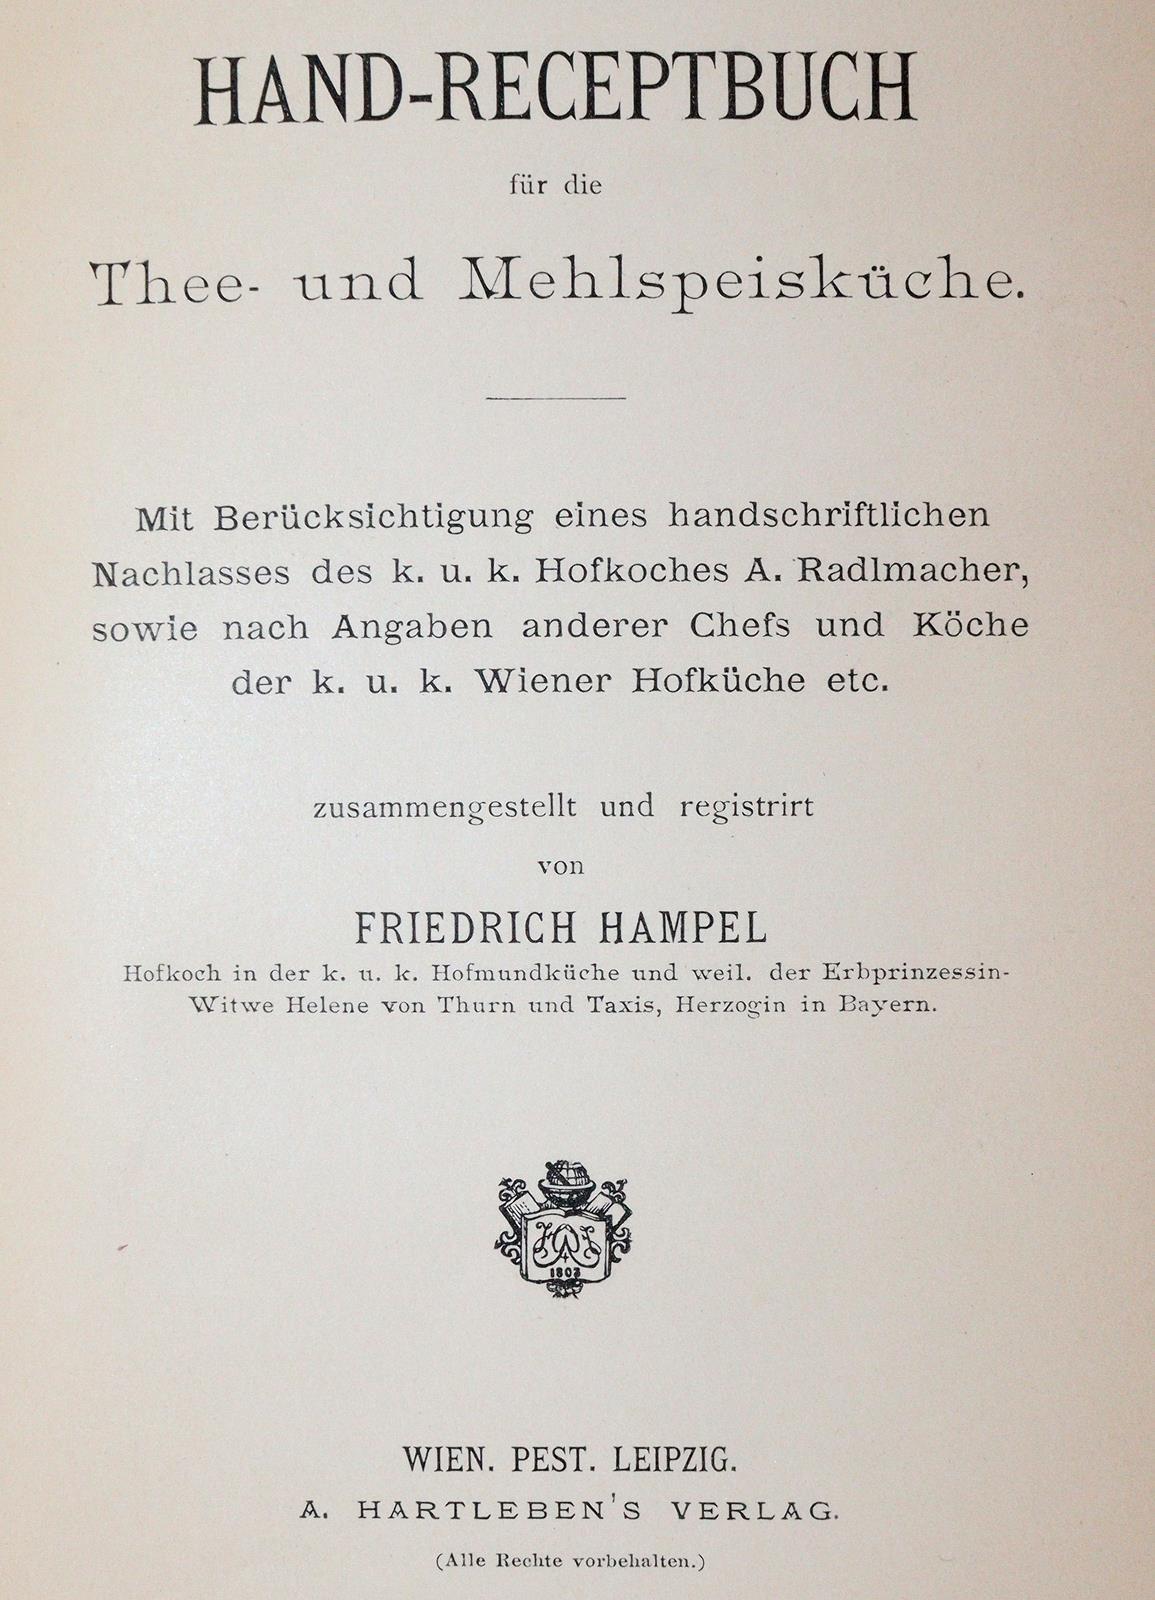 HAND-RECEPTBUCH
für die
Thee- und Mehlspeisküche.
Mit Berücksichtigung eines handschriftlichen
Nachlasses des k. u. k. Hofkoches A. Radlmacher,
sowie nach Angaben anderer Chefs und Köche
der k. u. k. Wiener Hofküche etc.
zusammengestellt und registrirt
von
FRIEDRICH HAMPEL
Hofkoch in der k. u. k. Hofmundküche und weil. der Erbprinzessin-
Witwe Helene von Thurn und Taxis, Herzogin in Bayern.
1803
WIEN. PEST. LEIPZIG.
A. HARTLEBEN'S VERLAG.
(Alle Rechte vorbehalten.)